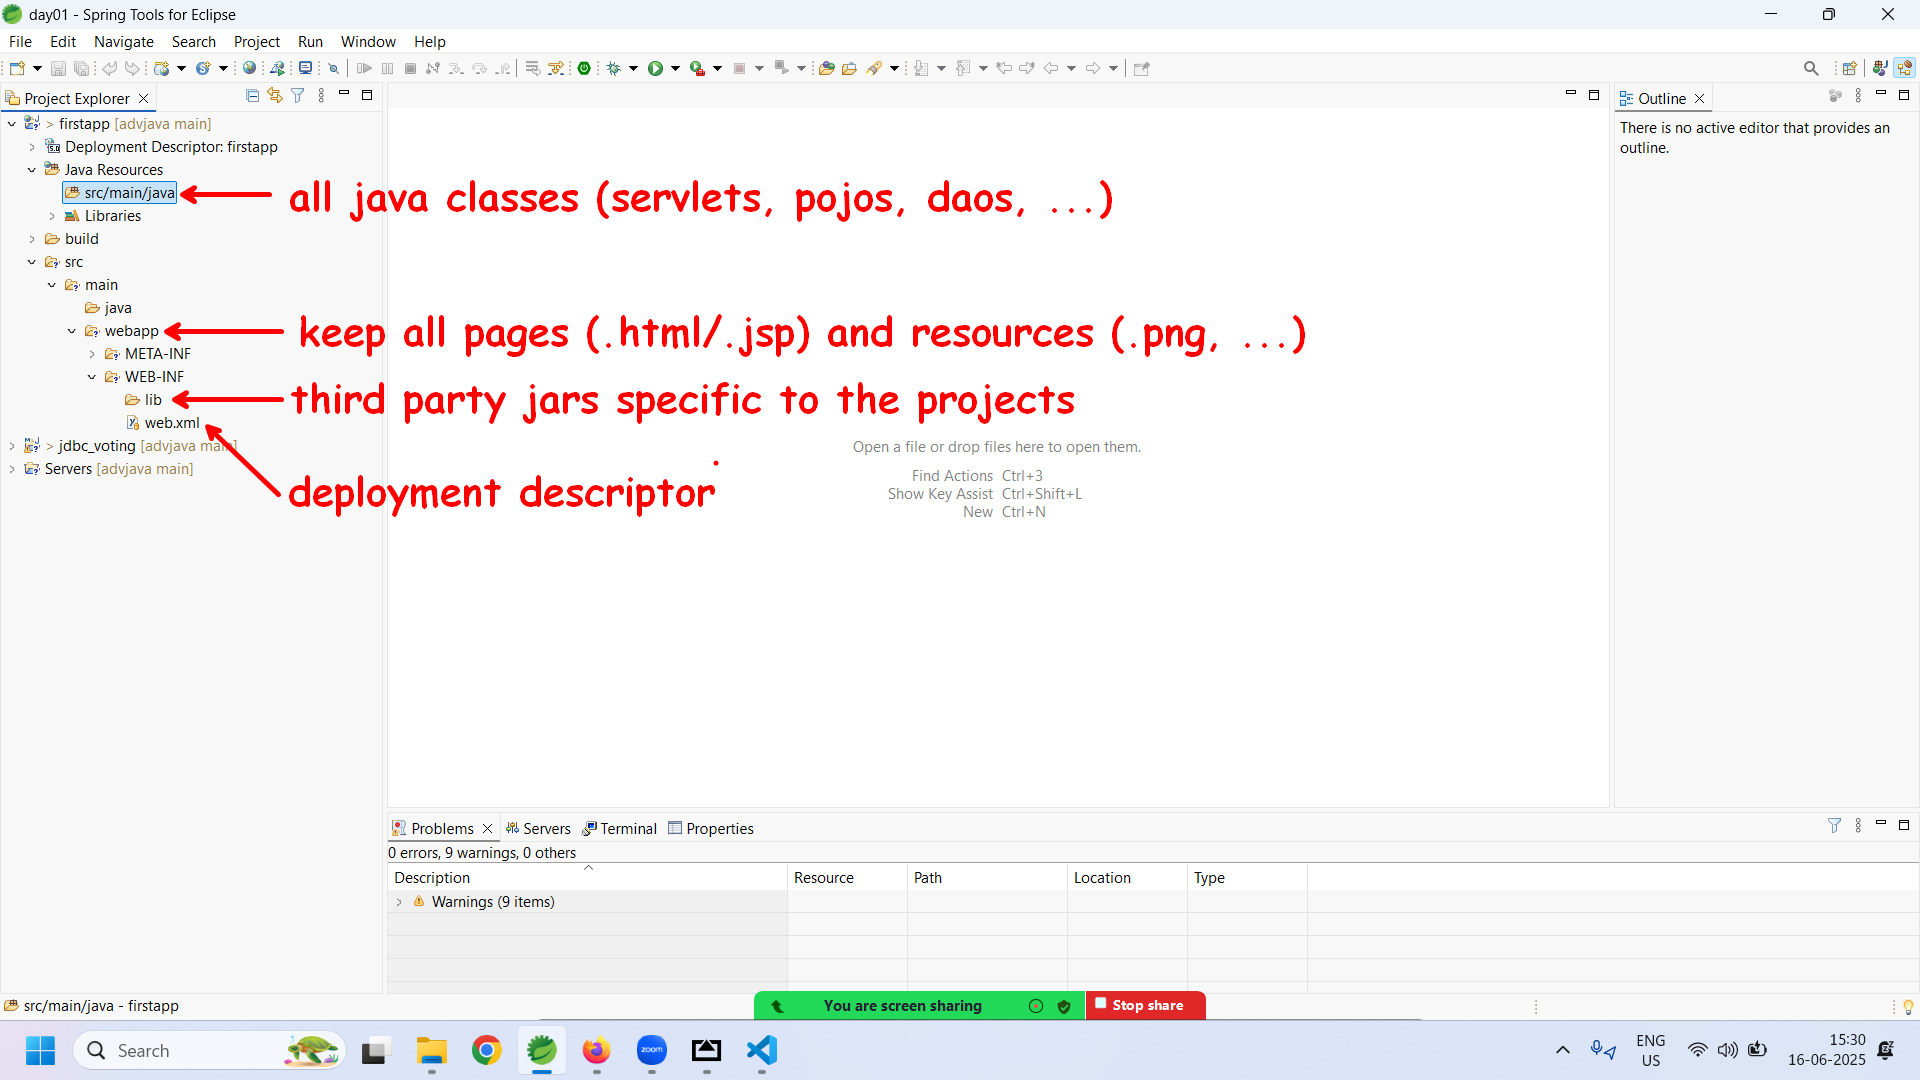 day01 - Spring Tools for Eclipse
File Edit Navigate Search Project Run Window Help
Project Explorer
> firstapp [advjava main]
Deployment Descriptor: firstapp
Java Resources
src/main/java
Libraries
build
src
main
java
webapp
META-INF
WEB-INF
lib
web.xml
> jdbc_voting [advjava main]
Servers [advjava main]
all java classes (servlets, pojos, daos, ...)
keep all pages (.html/.jsp) and resources (.png, ...)
third party jars specific to the projects
deployment descriptor
Open a file or drop files here to open them.
Find Actions Ctrl+3
Show Key Assist Ctrl+Shift+L
New Ctrl+N
Outline
There is no active editor that provides an
outline.
Problems Servers Terminal Properties
0 errors, 9 warnings, 0 others
Description Resource Path Location Type
Warnings (9 items)
src/main/java - firstapp
You are screen sharing Stop share
Search
zoom
ENG
US
15:30
16-06-2025